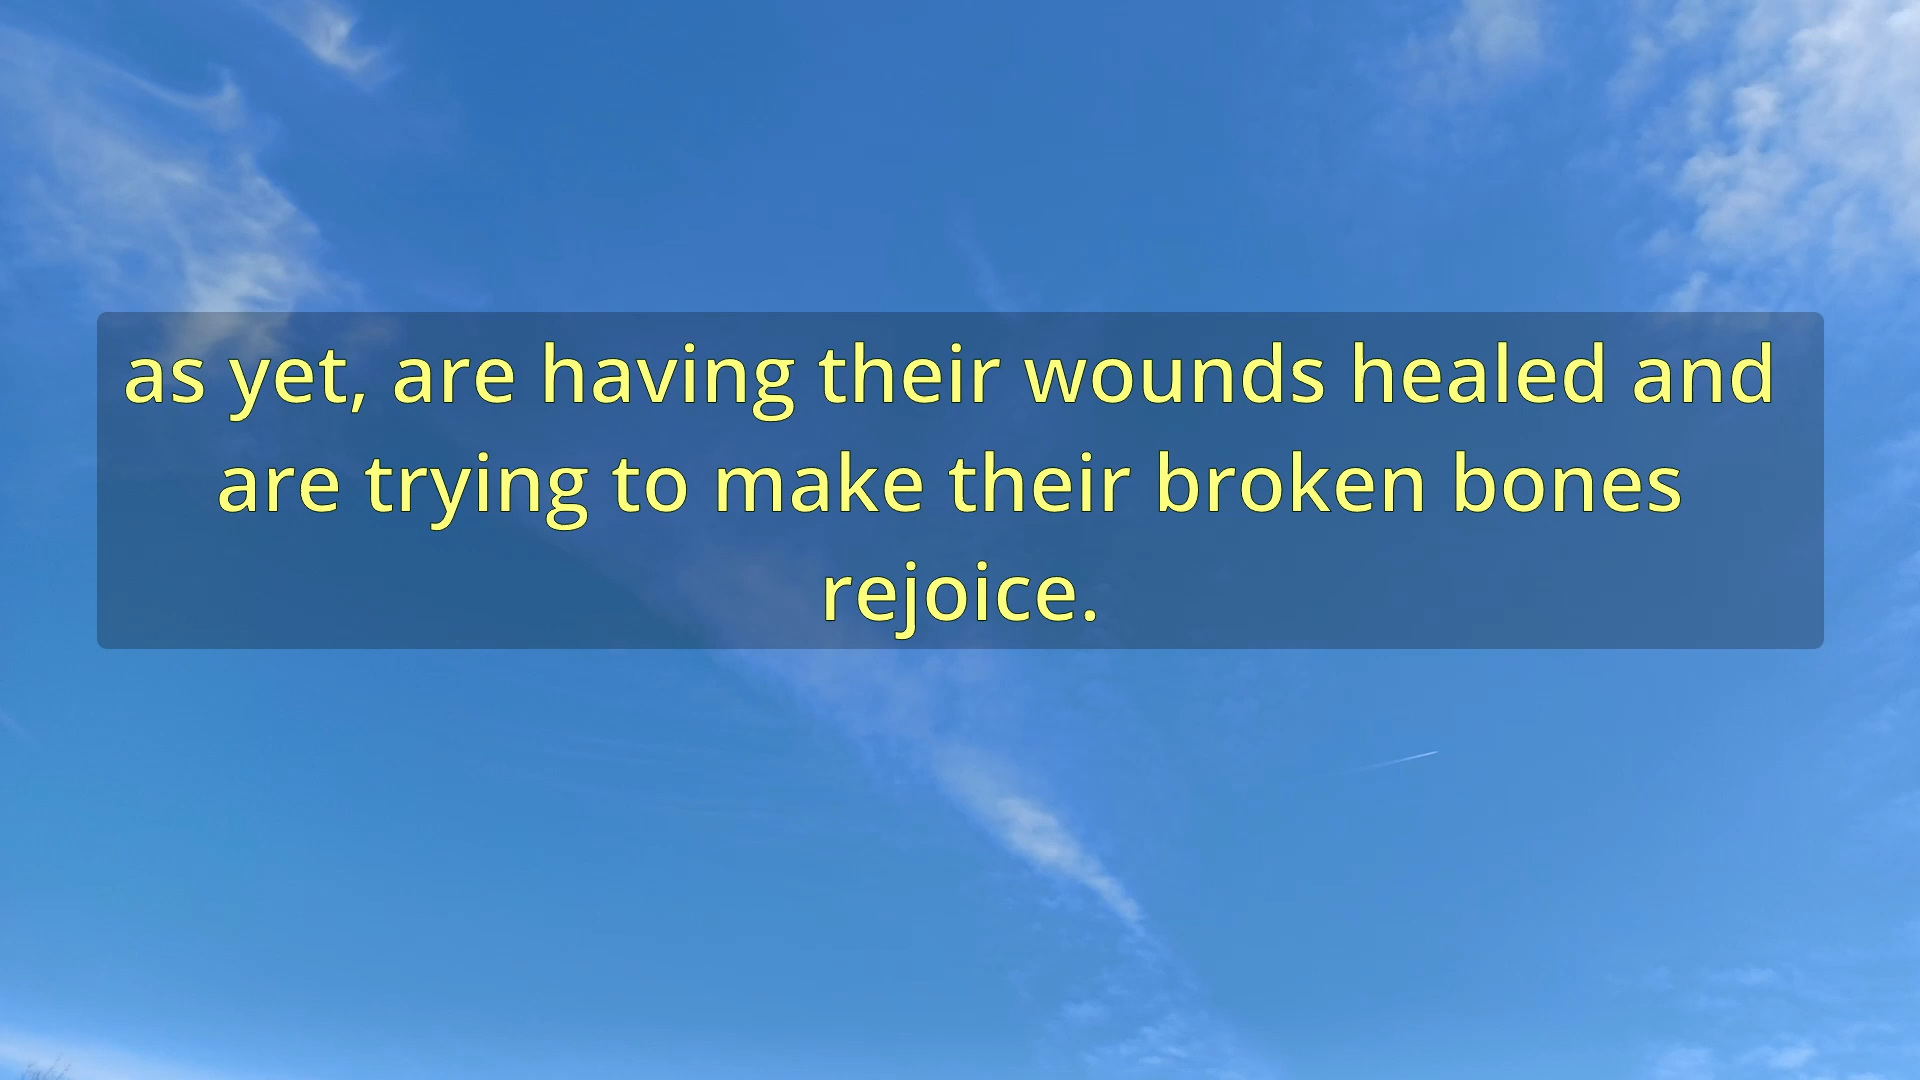 as yet, are having their wounds healed and
are trying to make their broken bones
rejoice.